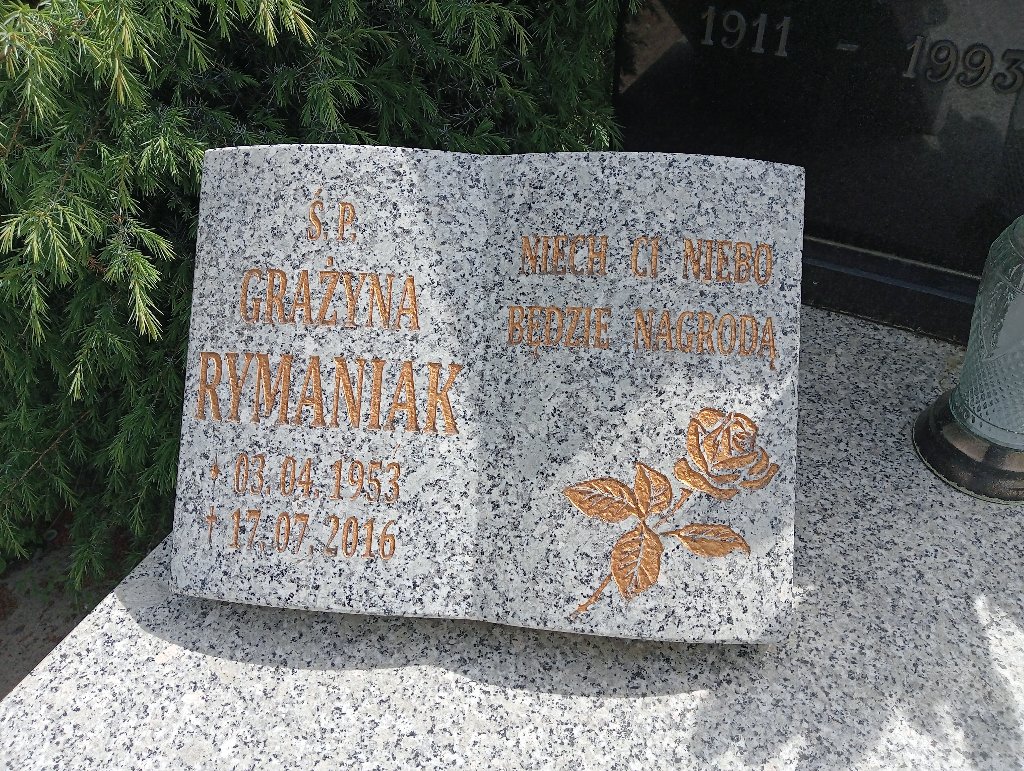 Ś. P.
GRAŻYNA
RYMANIAK
* 03. 04. 1953
† 17. 07. 2016
NIECH CI NIEBO
BĘDZIE NAGRODĄ
1911 - 1993